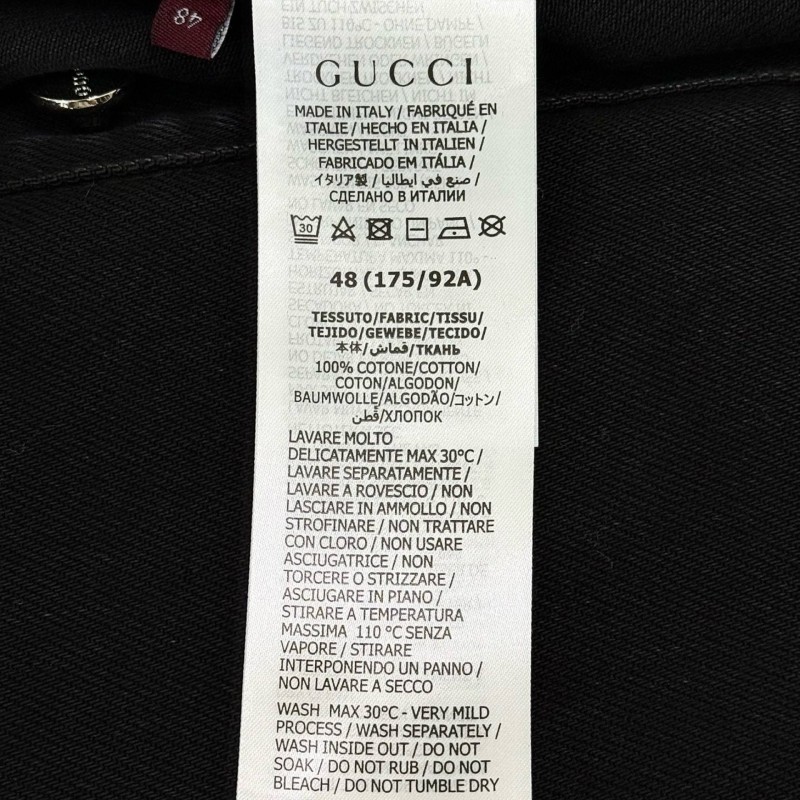 48
GUCCI
MADE IN ITALY / FABRIQUÉ EN
ITALIE / HECHO EN ITALIA /
HERGESTELLT IN ITALIEN /
FABRICADO EM ITÁLIA /
イタリア製 / صنع في ايطاليا /
СДЕЛАНО В ИТАЛИИ
30
48 (175/92A)
TESSUTO/FABRIC/TISSU/
TEJIDO/GEWEBE/TECIDO/
本体/قماش/ТКАНЬ
100% COTONE/COTTON/
COTON/ALGODON/
BAUMWOLLE/ALGODÃO/コットン/
قُطن/ХЛОПОК
LAVARE MOLTO
DELICATAMENTE MAX 30°C /
LAVARE SEPARATAMENTE /
LAVARE A ROVESCIO / NON
LASCIARE IN AMMOLLO / NON
STROFINARE / NON TRATTARE
CON CLORO / NON USARE
ASCIUGATRICE / NON
TORCERE O STRIZZARE /
ASCIUGARE IN PIANO /
STIRARE A TEMPERATURA
MASSIMA 110 °C SENZA
VAPORE / STIRARE
INTERPONENDO UN PANNO /
NON LAVARE A SECCO
WASH MAX 30°C - VERY MILD
PROCESS / WASH SEPARATELY /
WASH INSIDE OUT / DO NOT
SOAK / DO NOT RUB / DO NOT
BLEACH / DO NOT TUMBLE DRY